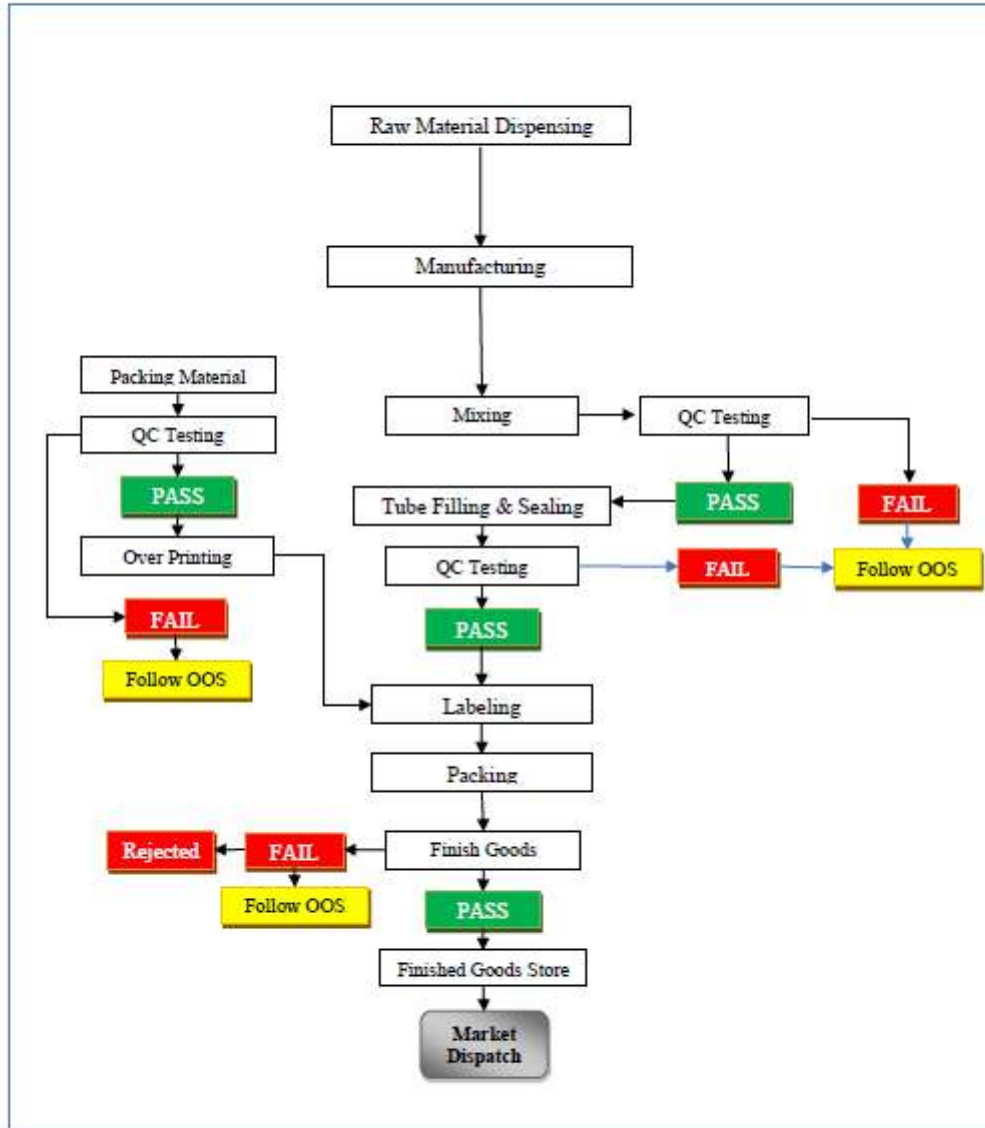 Raw Material Dispensing
Manufacturing
Packing Material
Mixing
QC Testing
QC Testing
PASS
Tube Filling & Sealing
PASS
FAIL
Over Printing
QC Testing
FAIL
Follow OOS
FAIL
PASS
Follow OOS
Labeling
Packing
Rejected
FAIL
Finish Goods
Follow OOS
PASS
Finished Goods Store
Market
Dispatch